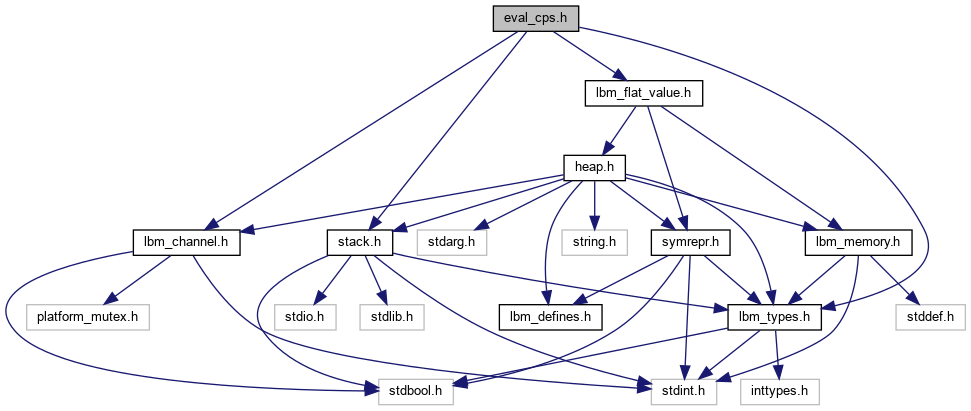 eval_cps.h
lbm_flat_value.h
heap.h
lbm_channel.h
stack.h
stdarg.h
string.h
symrepr.h
lbm_memory.h
platform_mutex.h
stdio.h
stdlib.h
lbm_defines.h
lbm_types.h
stddef.h
stdbool.h
stdint.h
inttypes.h